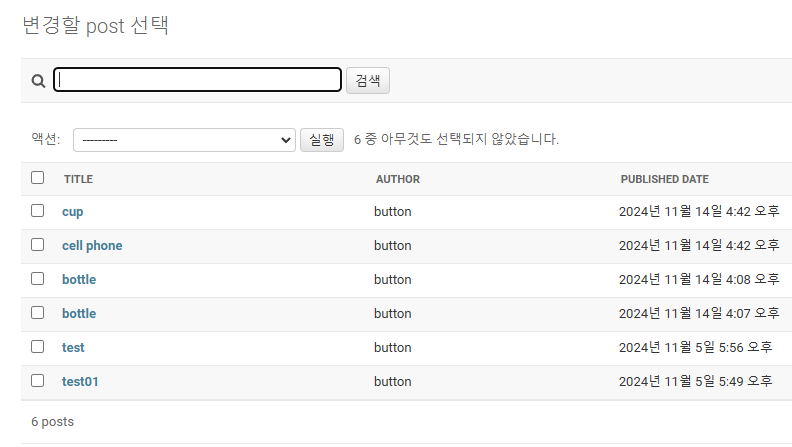 변경할 post 선택
검색
액션: --------- 실행 6 중 아무것도 선택되지 않았습니다.
TITLE AUTHOR PUBLISHED DATE
cup button 2024년 11월 14일 4:42 오후
cell phone button 2024년 11월 14일 4:42 오후
bottle button 2024년 11월 14일 4:08 오후
bottle button 2024년 11월 14일 4:07 오후
test button 2024년 11월 5일 5:56 오후
test01 button 2024년 11월 5일 5:49 오후
6 posts